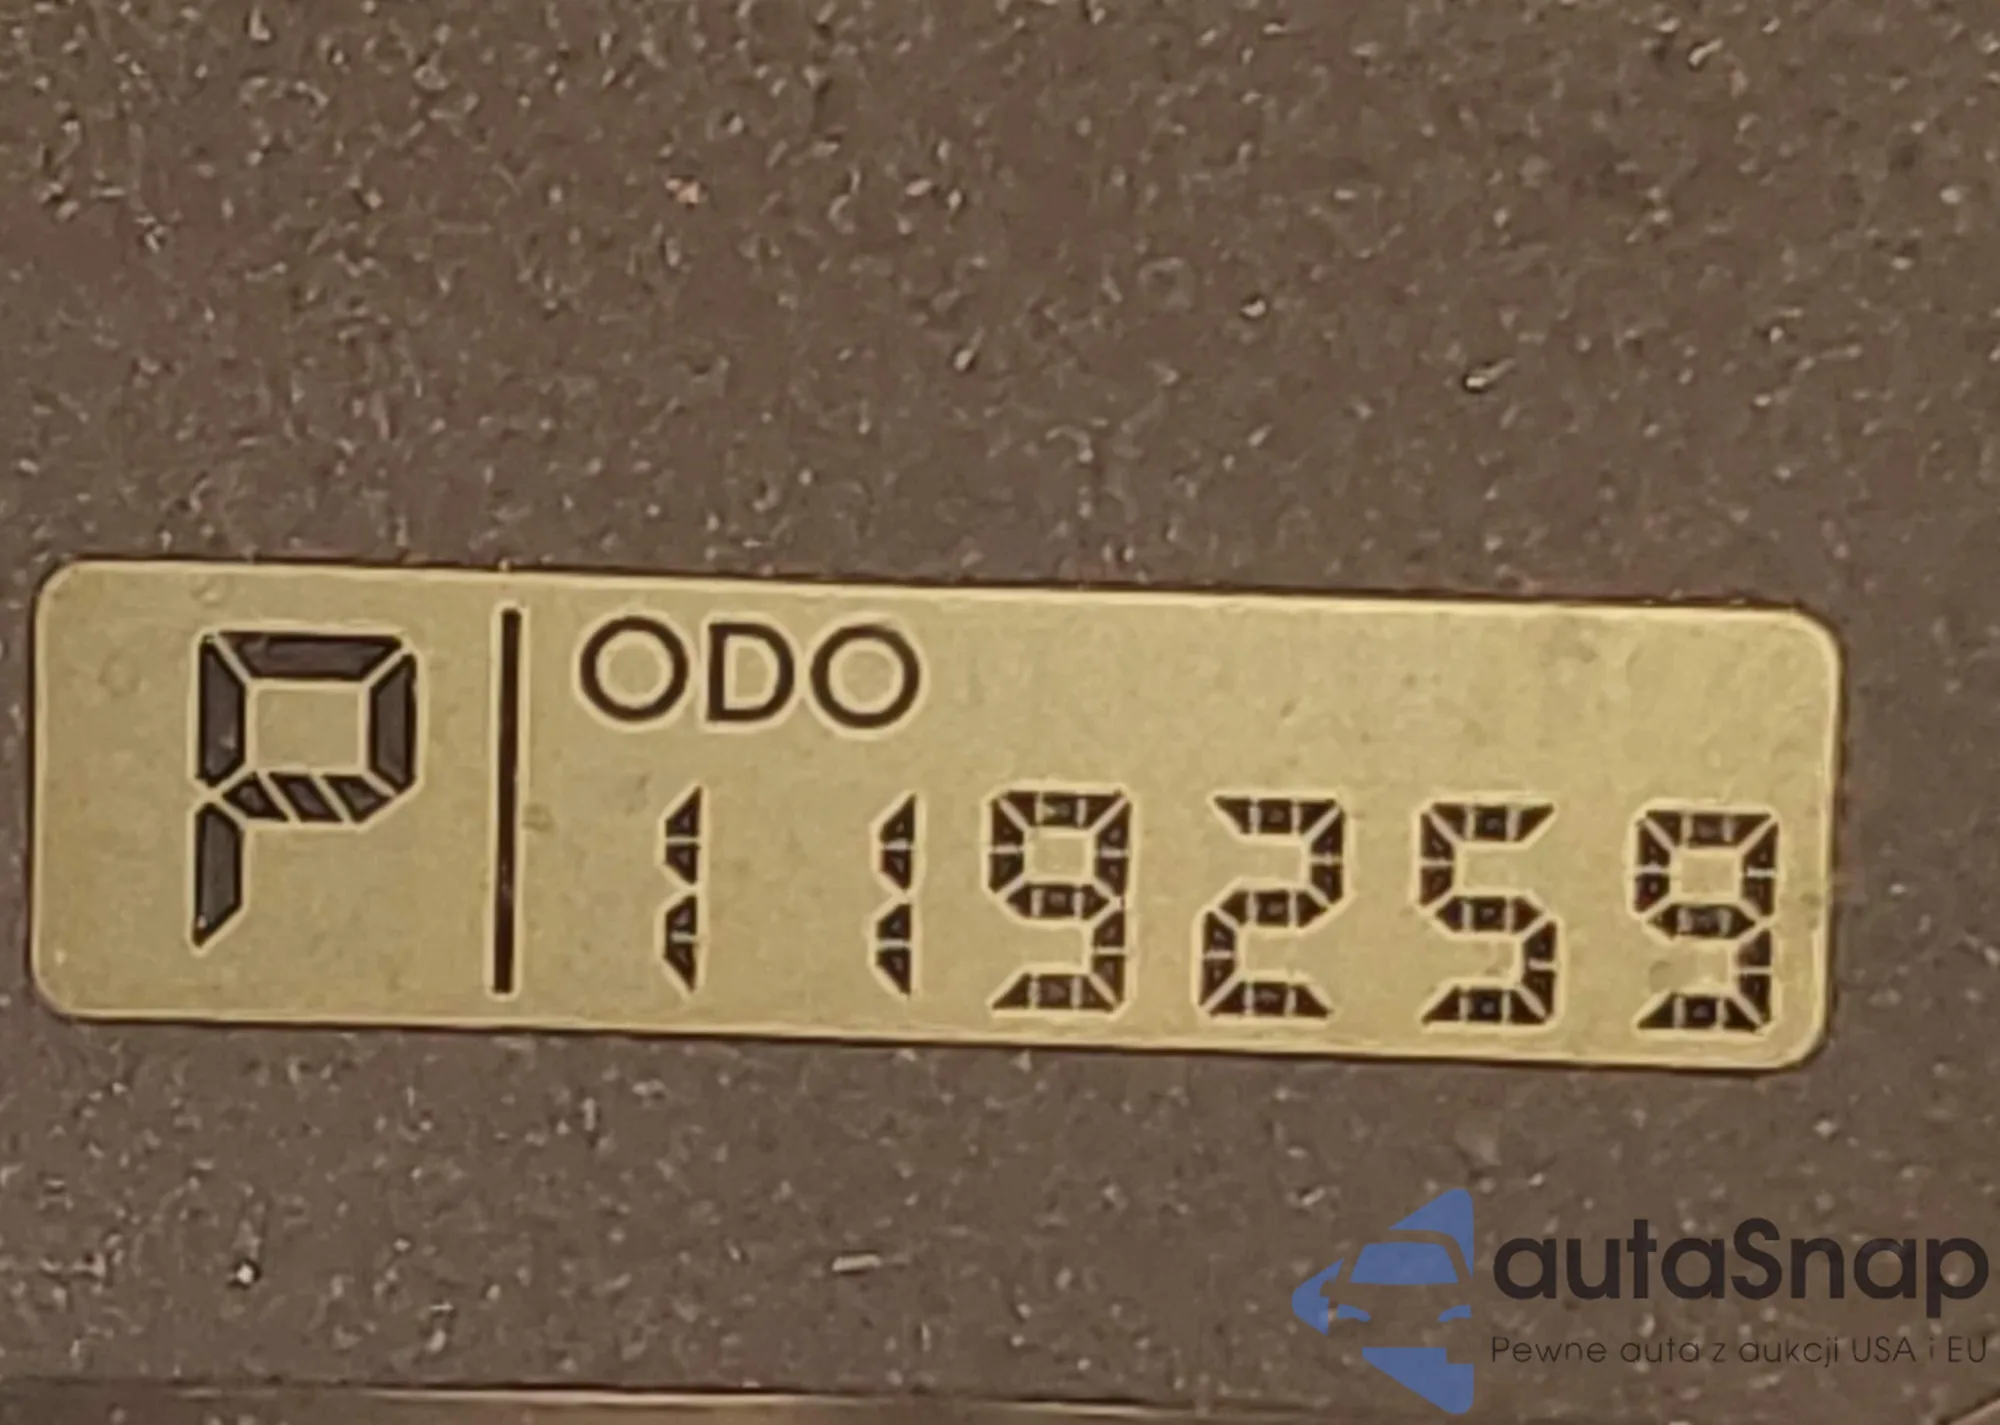 P ODO
119259
autaSnap
Pewne auta z aukcji USA i EU